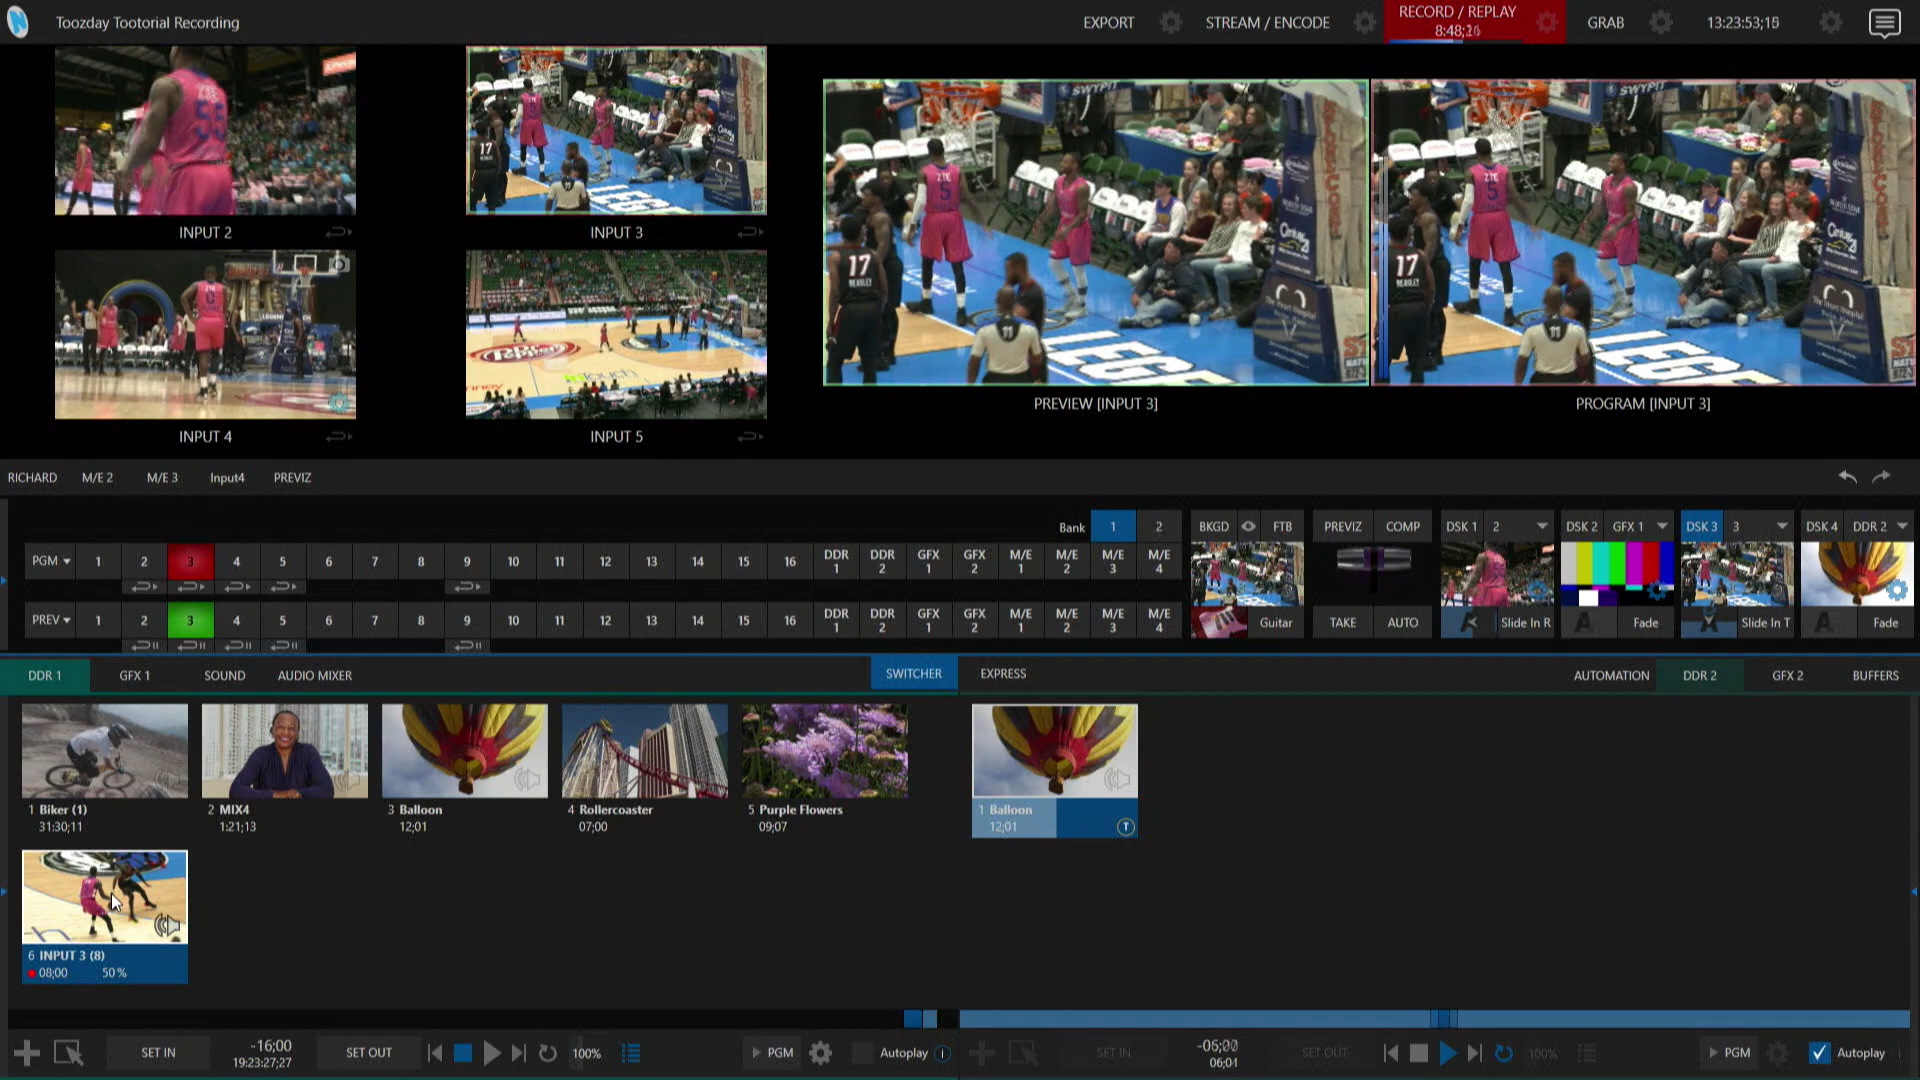 Toozday Tootorial Recording
EXPORT
STREAM / ENCODE
RECORD / REPLAY
GRAB
INPUT 2
INPUT 3
INPUT 4
INPUT 5
PREVIEW [INPUT 3]
PROGRAM [INPUT 3]
RICHARD M/E 2 M/E 3 Input4 PREVIZ
Bank 1 2
BKGD FTB
PREVIZ COMP
DSK 1 2
DSK 2 GFX 1
DSK 3 3
DSK 4 DDR 2
PGM 1 2 3 4 5 6 7 8 9 10 11 12 13 14 15 16 DDR 1 DDR 2 GFX 1 GFX 2 M/E 1 M/E 2 M/E 3 M/E 4
PREV 1 2 3 4 5 6 7 8 9 10 11 12 13 14 15 16 DDR 1 DDR 2 GFX 1 GFX 2 M/E 1 M/E 2 M/E 3 M/E 4
Guitar
TAKE AUTO
Slide In R
Fade
Slide In T
Fade
DDR 1 GFX 1 SOUND AUDIO MIXER SWITCHER EXPRESS AUTOMATION DDR 2 GFX 2 BUFFERS
1 Biker (1)
31:30;11
2 MIX4
1:21;13
3 Balloon
12;01
4 Rollercoaster
07;00
5 Purple Flowers
09;07
1 Balloon
12;01
T
6 INPUT 3 (8)
08;00 50%
SET IN
-16;00
19:23:27;27
SET OUT
100%
PGM
Autoplay
SET IN
06;01
SET OUT
100%
PGM
Autoplay